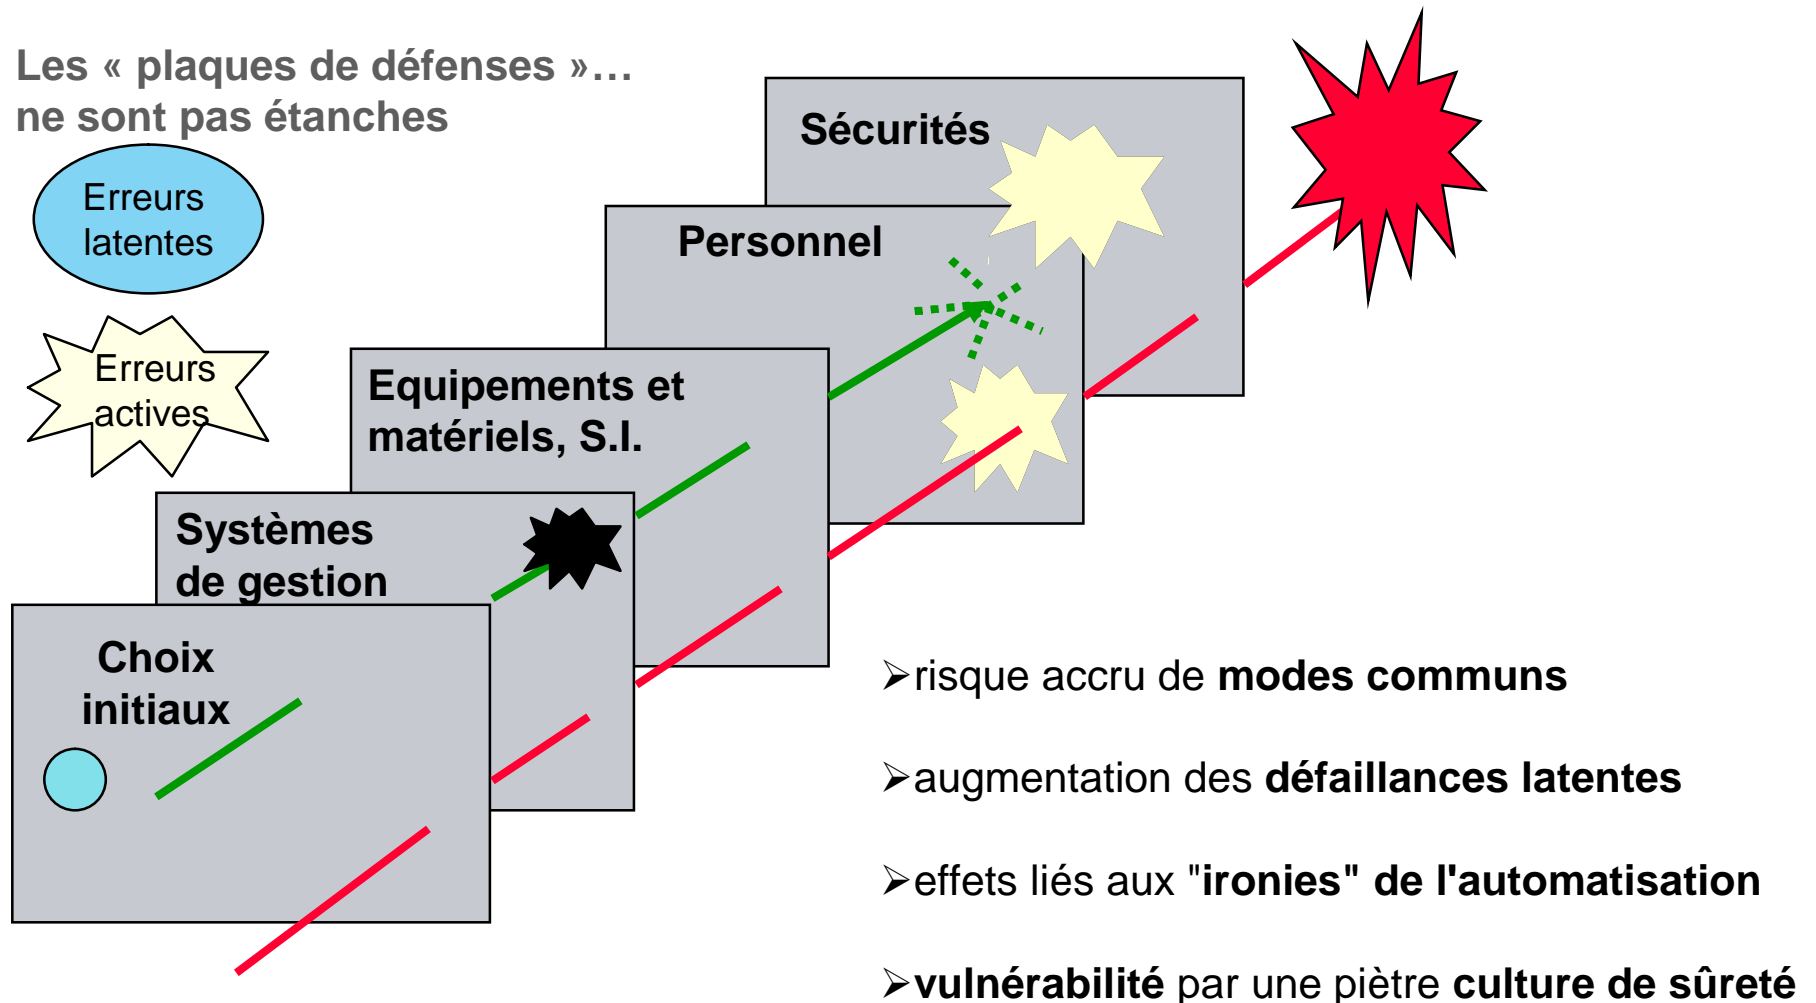 Les « plaques de défenses »…
ne sont pas étanches
Erreurs
latentes
Erreurs
actives
Sécurités
Personnel
Equipements et
matériels, S.I.
Systèmes
de gestion
Choix
initiaux
➢risque accru de modes communs
➢augmentation des défaillances latentes
➢effets liés aux "ironies" de l'automatisation
➢vulnérabilité par une piètre culture de sûreté